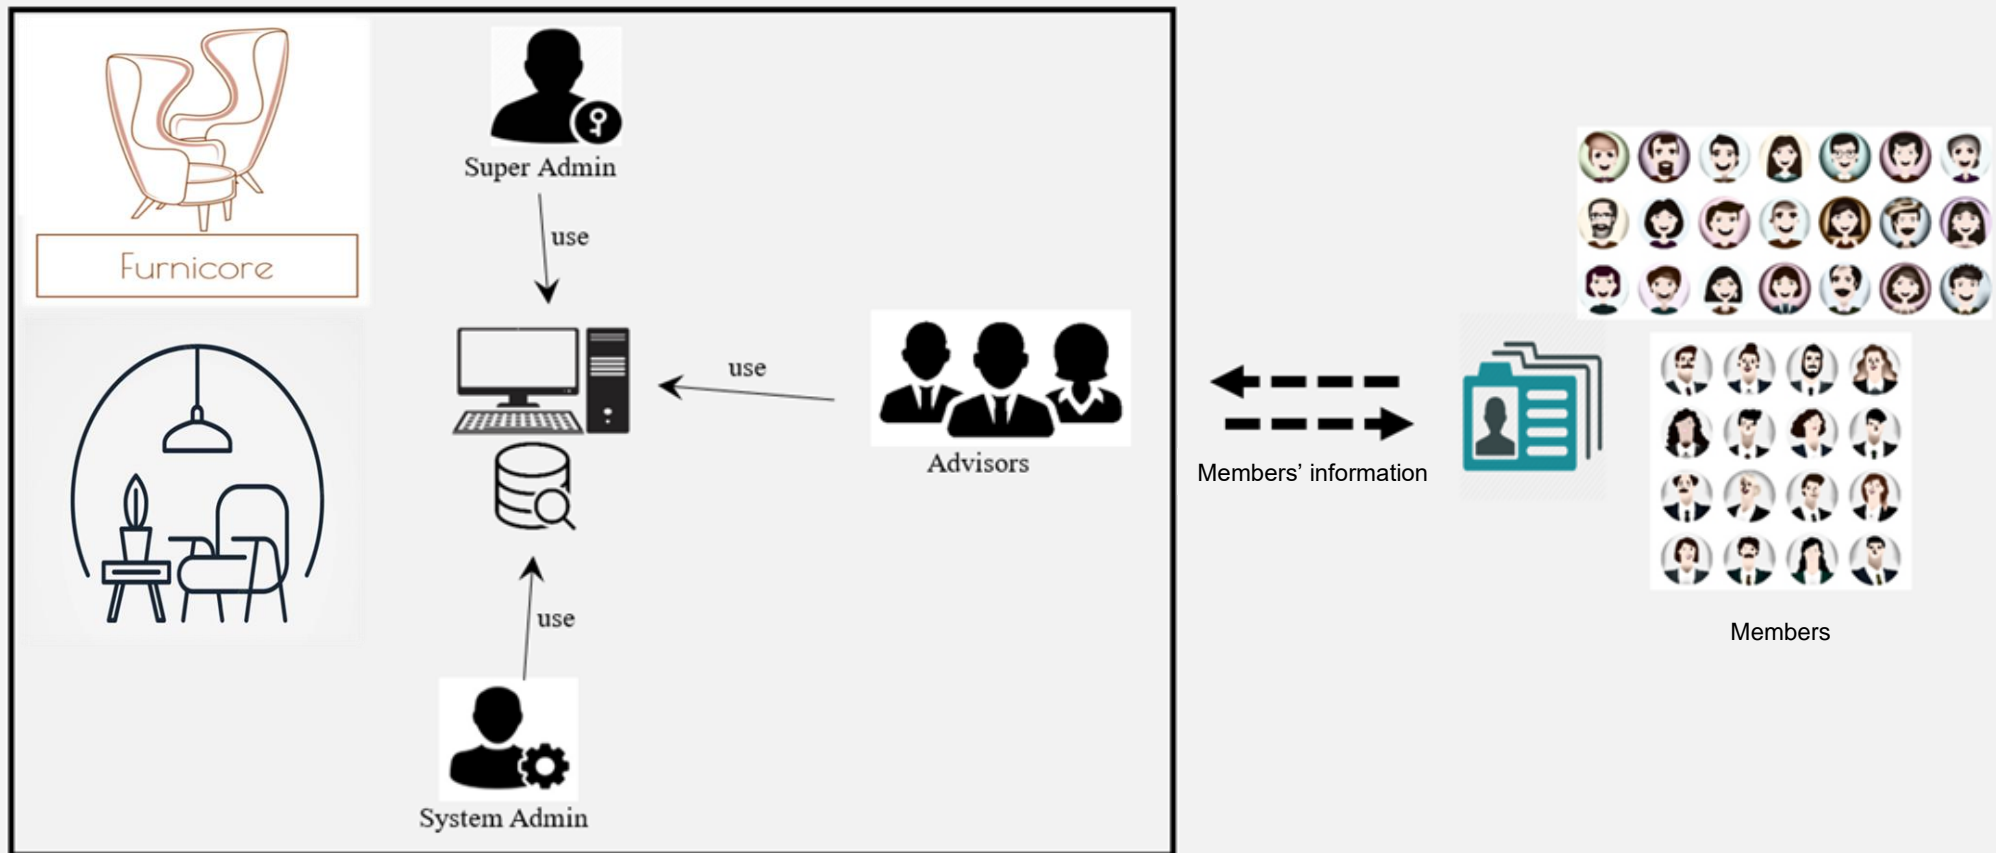 Furnicore
Super Admin
use
use
Advisors
use
System Admin
Members’ information
Members